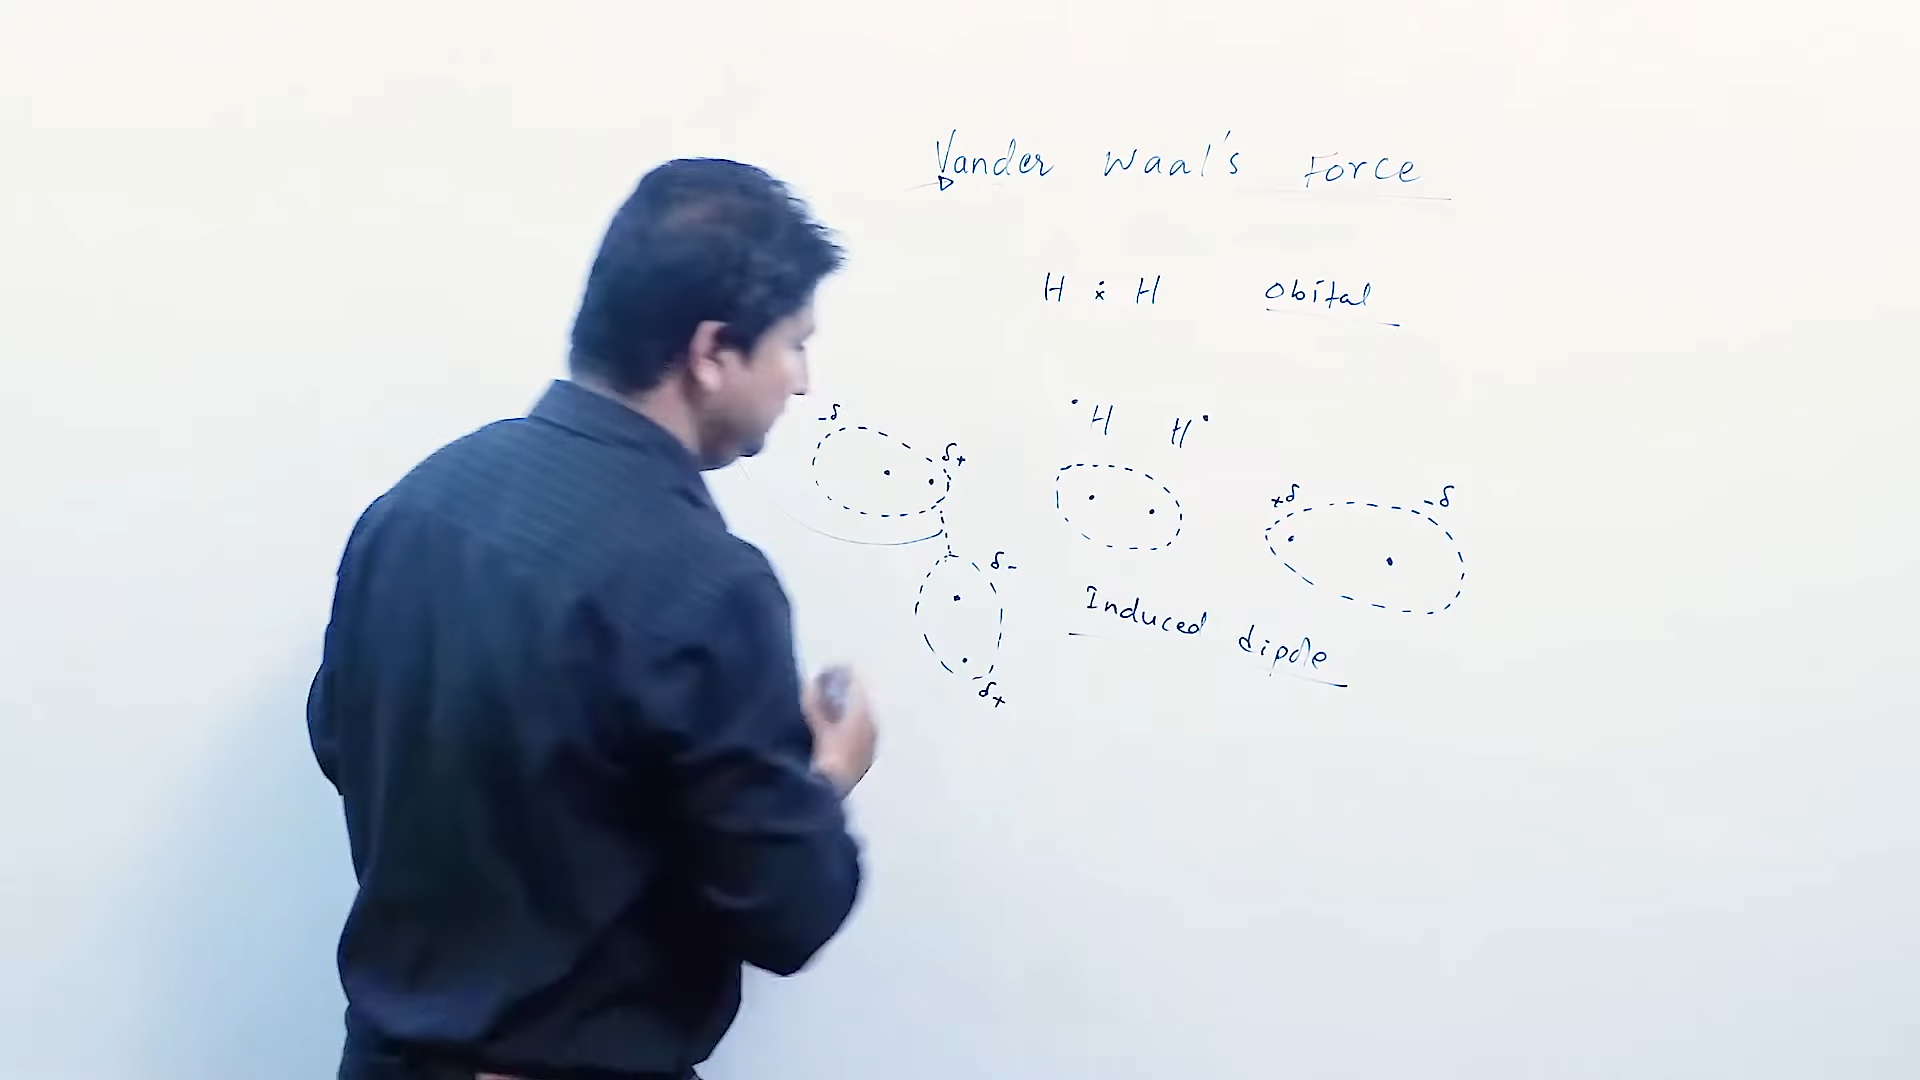 Vander Waal's Force
H : H
x
Obital
H H
-δ
δ+
+δ
-δ
δ-
δ+
Induced dipole